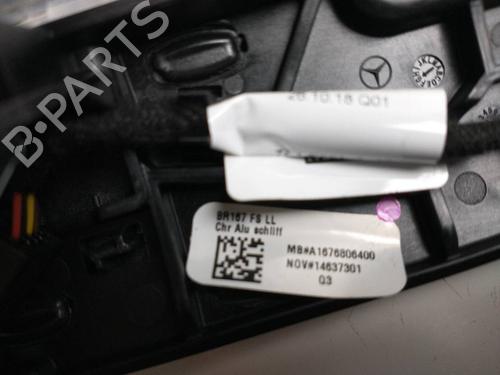 B-PARTS
26.10.18 Q01
BR167 FS LL
Chr Alu schliff
MB#A1676806400
NOV#14637301
Q3